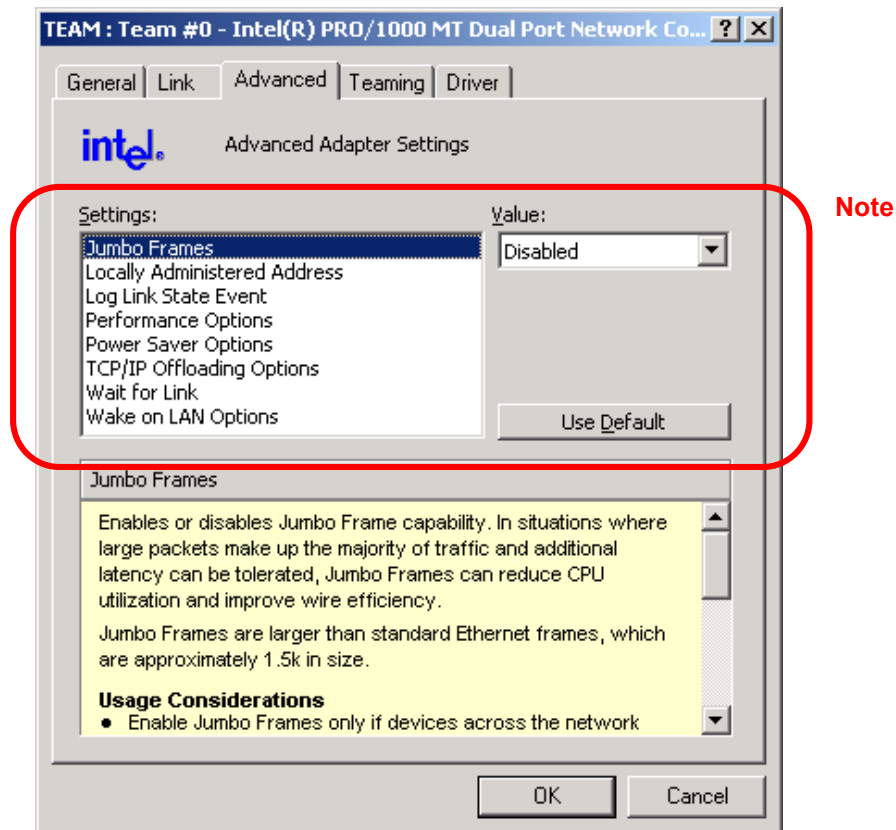 TEAM : Team #0 - Intel(R) PRO/1000 MT Dual Port Network Co...
General Link Advanced Teaming Driver
intel® Advanced Adapter Settings
Note
Settings: Value:
Jumbo Frames Disabled
Locally Administered Address
Log Link State Event
Performance Options
Power Saver Options
TCP/IP Offloading Options
Wait for Link
Wake on LAN Options
Use Default
Jumbo Frames
Enables or disables Jumbo Frame capability. In situations where
large packets make up the majority of traffic and additional
latency can be tolerated, Jumbo Frames can reduce CPU
utilization and improve wire efficiency.
Jumbo Frames are larger than standard Ethernet frames, which
are approximately 1.5k in size.
Usage Considerations
• Enable Jumbo Frames only if devices across the network
OK Cancel